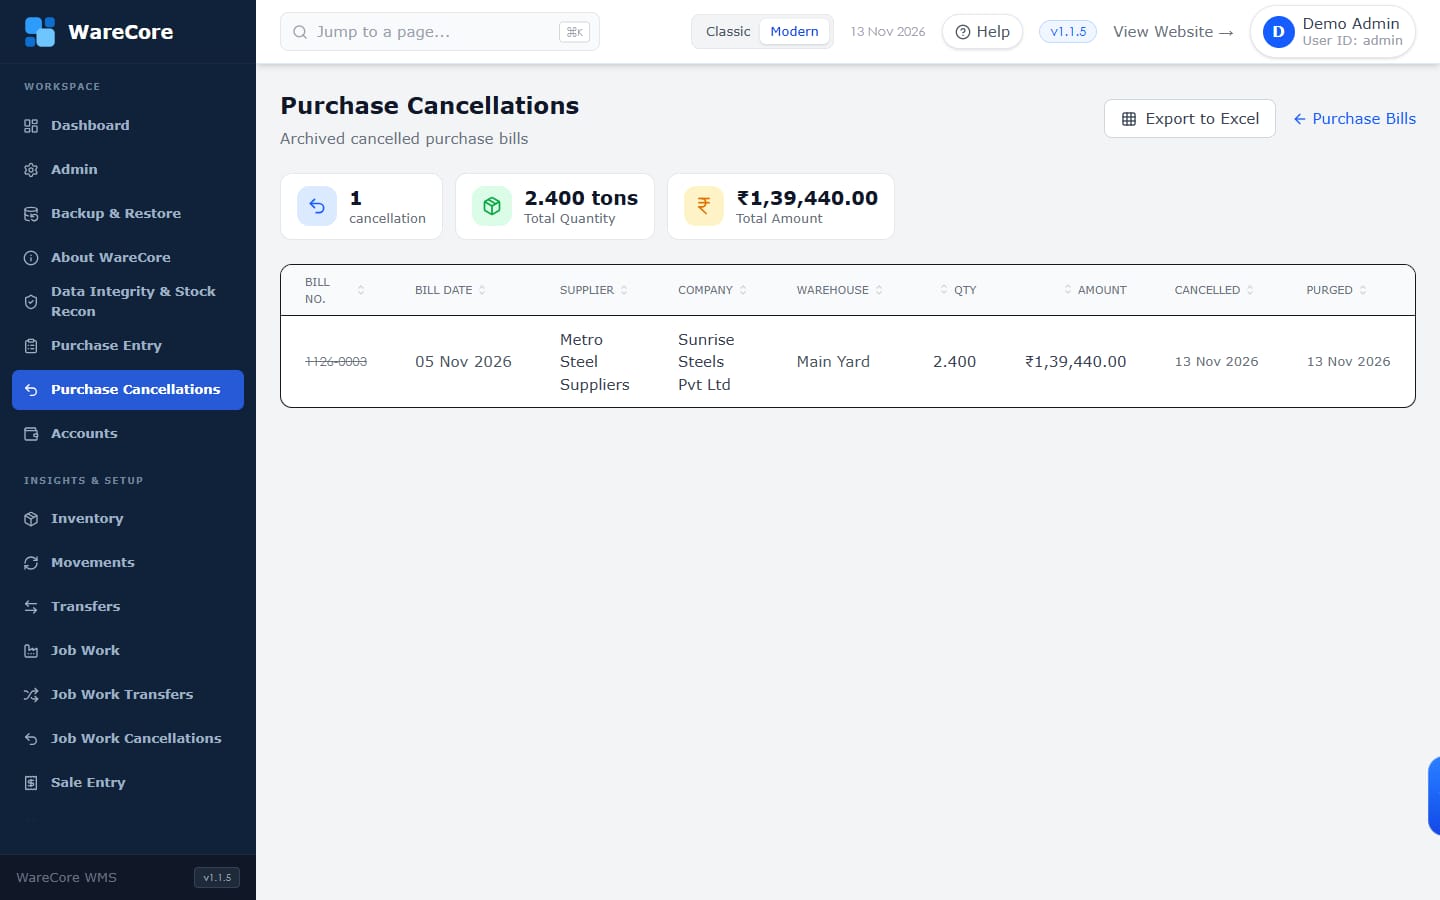 WareCore
WORKSPACE
Dashboard
Admin
Backup & Restore
About WareCore
Data Integrity & Stock
Recon
Purchase Entry
Purchase Cancellations
Accounts
INSIGHTS & SETUP
Inventory
Movements
Transfers
Job Work
Job Work Transfers
Job Work Cancellations
Sale Entry
WareCore WMS v1.1.5
Jump to a page... ⌘K
Classic Modern 13 Nov 2026 Help v1.1.5 View Website → D Demo Admin
User ID: admin
Purchase Cancellations
Archived cancelled purchase bills
Export to Excel ← Purchase Bills
1
cancellation
2.400 tons
Total Quantity
₹1,39,440.00
Total Amount
BILL NO. BILL DATE SUPPLIER COMPANY WAREHOUSE QTY AMOUNT CANCELLED PURGED
1126-0003 05 Nov 2026 Metro Steel Suppliers Sunrise Steels Pvt Ltd Main Yard 2.400 ₹1,39,440.00 13 Nov 2026 13 Nov 2026